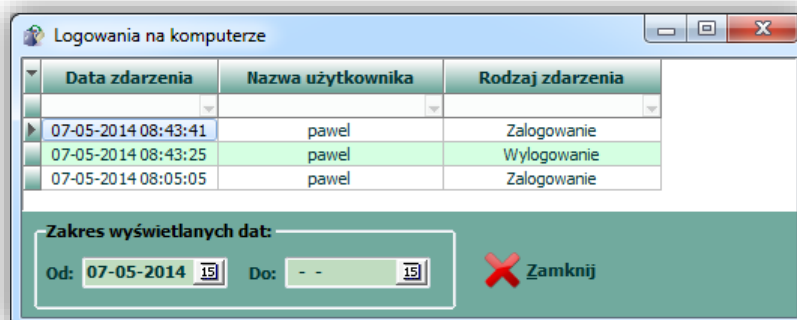 Logowania na komputerze
Data zdarzenia Nazwa użytkownika Rodzaj zdarzenia
07-05-2014 08:43:41 pawel Zalogowanie
07-05-2014 08:43:25 pawel Wylogowanie
07-05-2014 08:05:05 pawel Zalogowanie
Zakres wyświetlanych dat:
Od: 07-05-2014 15 Do: - - 15 Zamknij